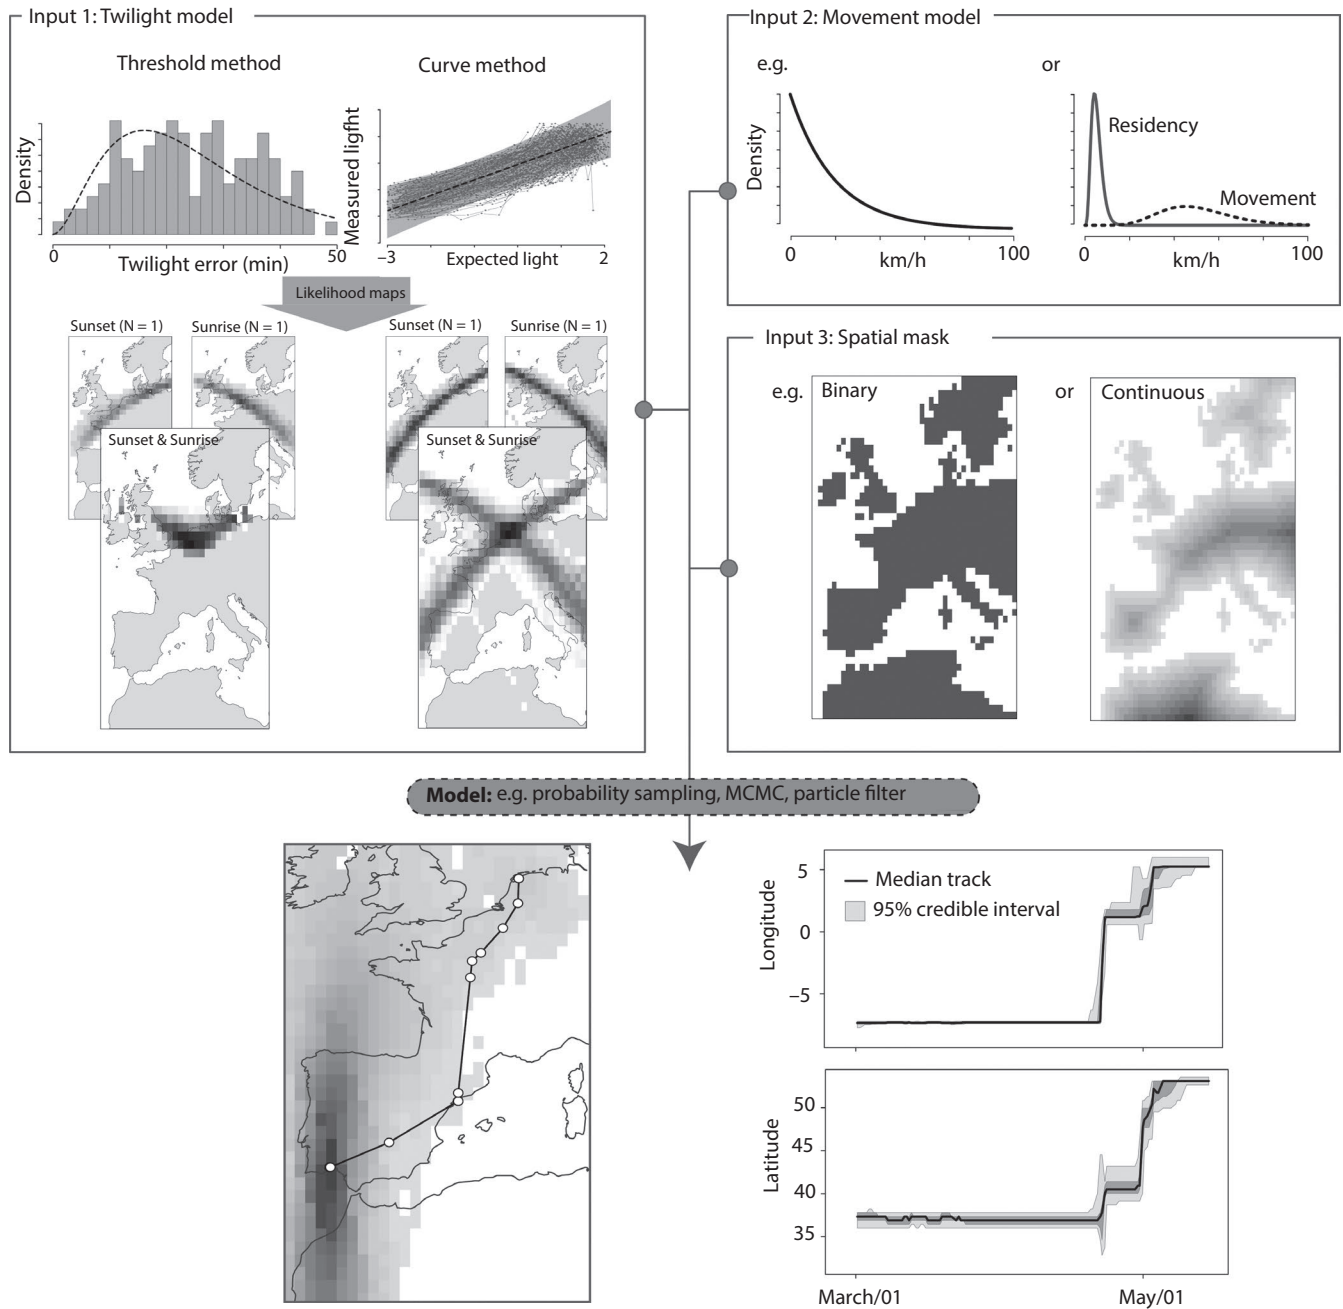 Input 1: Twilight model
Threshold method
Curve method
Density
0
50
Twilight error (min)
Measured ligfht
−3
2
Expected light
Likelihood maps
Sunset (N = 1)
Sunrise (N = 1)
Sunset & Sunrise
Sunset (N = 1)
Sunrise (N = 1)
Sunset & Sunrise
Input 2: Movement model
e.g.
or
Density
0
100
km/h
Residency
Movement
0
100
km/h
Input 3: Spatial mask
e.g.
Binary
or
Continuous
Model: e.g. probability sampling, MCMC, particle filter
Median track
95% credible interval
Longitude
5
0
−5
Latitude
50
45
40
35
March/01
May/01